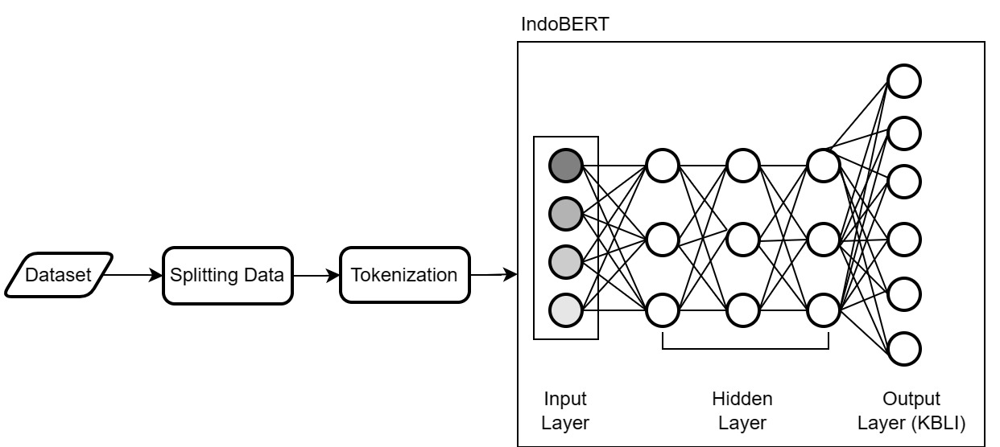 IndoBERT
Dataset
Splitting Data
Tokenization
Input
Layer
Hidden
Layer
Output
Layer (KBLI)